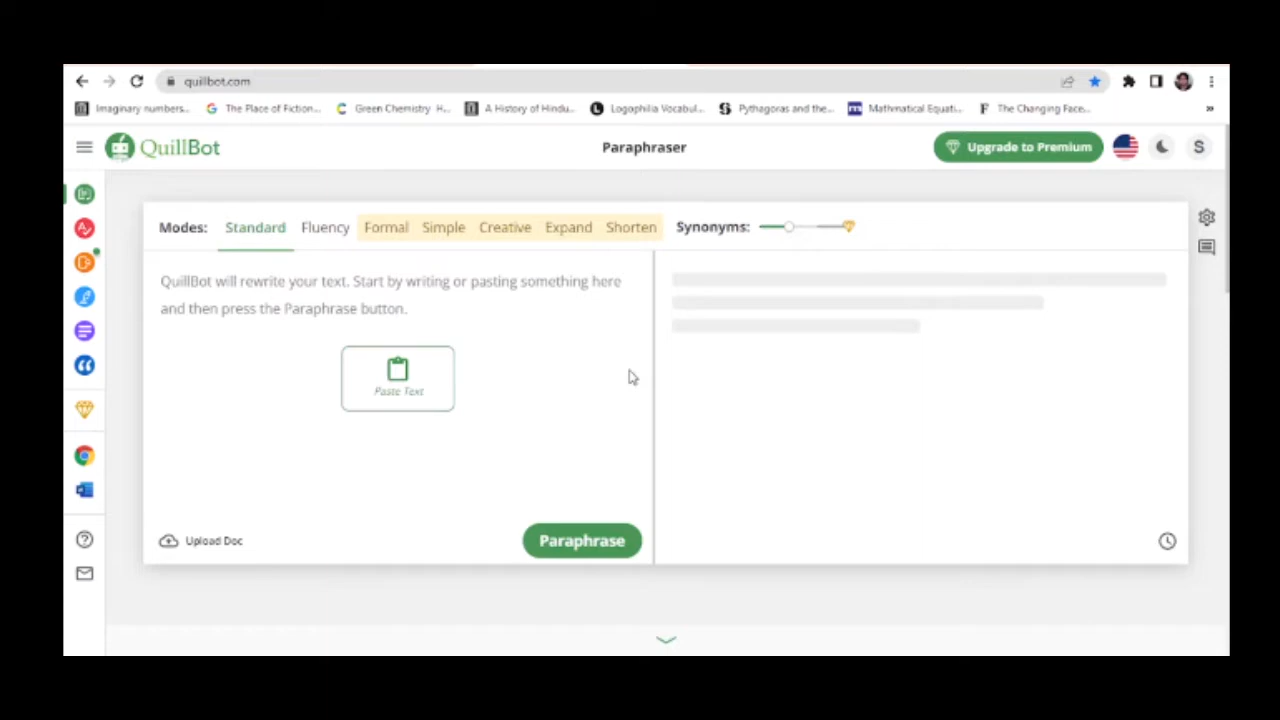 quillbot.com
Imaginary numbers...
The Place of Fiction...
Green Chemistry H...
A History of Hindu...
Logophilia Vocabul...
Pythagoras and the...
m
Mathmatical Equati...
F
The Changing Face...
»
QuillBot
Paraphraser
Upgrade to Premium
S
Modes:
Standard
Fluency
Formal
Simple
Creative
Expand
Shorten
Synonyms:
QuillBot will rewrite your text. Start by writing or pasting something here
and then press the Paraphrase button.
Paste Text
Upload Doc
Paraphrase